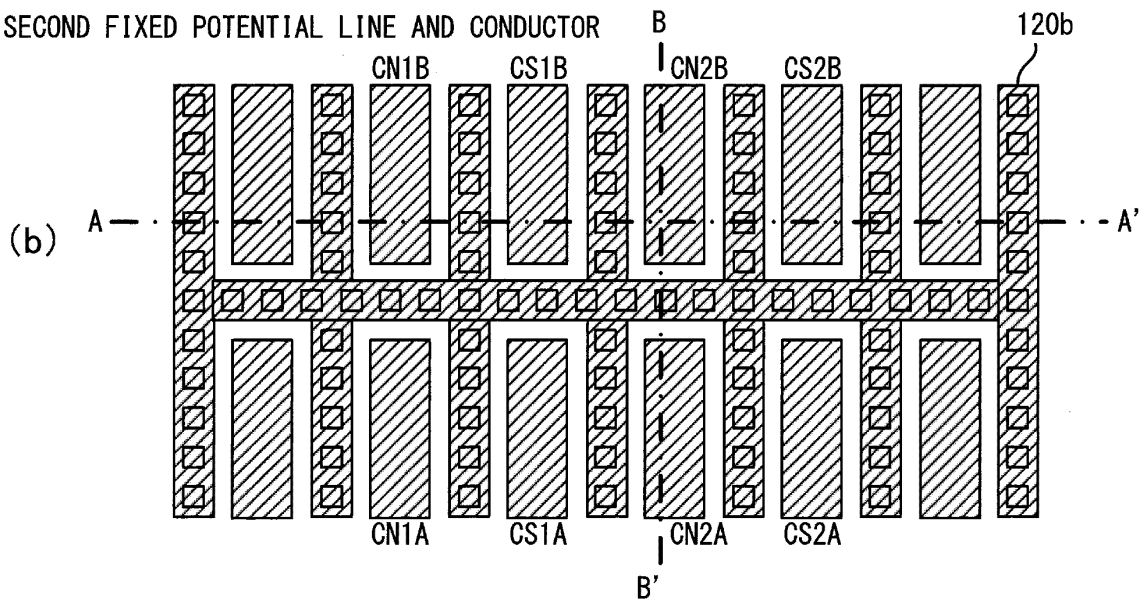 SECOND FIXED POTENTIAL LINE AND CONDUCTOR
B
120b
CN1B CS1B CN2B CS2B
(b)
A A'
CN1A CS1A CN2A CS2A
B'